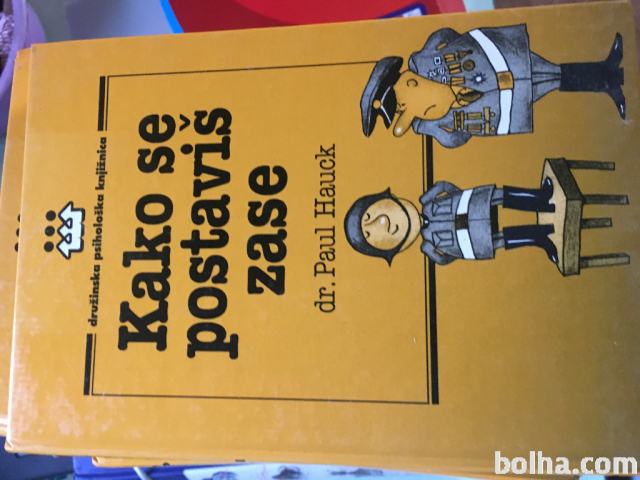 družinska psihološka knjižnica
Kako se
postaviš
zase
dr. Paul Hauck
bolha.com